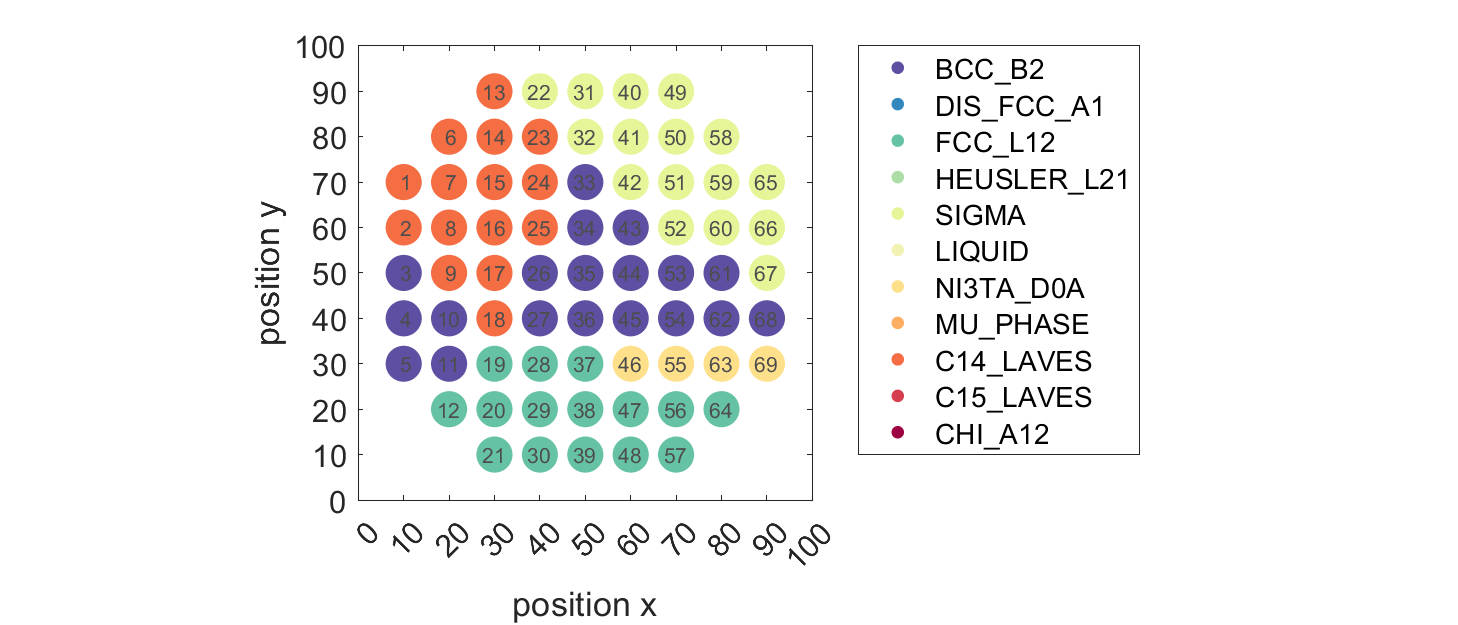 100
90
80
70
60
50
40
30
20
10
0
position y
13 22 31 40 49
6 14 23 32 41 50 58
1 7 15 24 33 42 51 59 65
2 8 16 25 34 43 52 60 66
3 9 17 26 35 44 53 61 67
4 10 18 27 36 45 54 62 68
5 11 19 28 37 46 55 63 69
12 20 29 38 47 56 64
21 30 39 48 57
0 10 20 30 40 50 60 70 80 90 100
position x
BCC_B2
DIS_FCC_A1
FCC_L12
HEUSLER_L21
SIGMA
LIQUID
NI3TA_D0A
MU_PHASE
C14_LAVES
C15_LAVES
CHI_A12